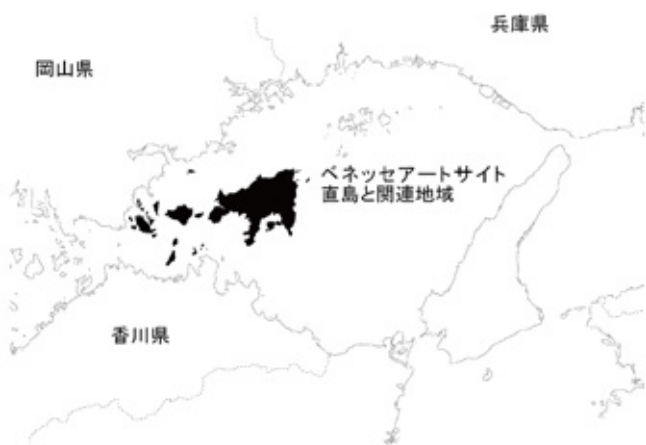 兵庫県
岡山県
ベネッセアートサイト
直島と関連地域
香川県